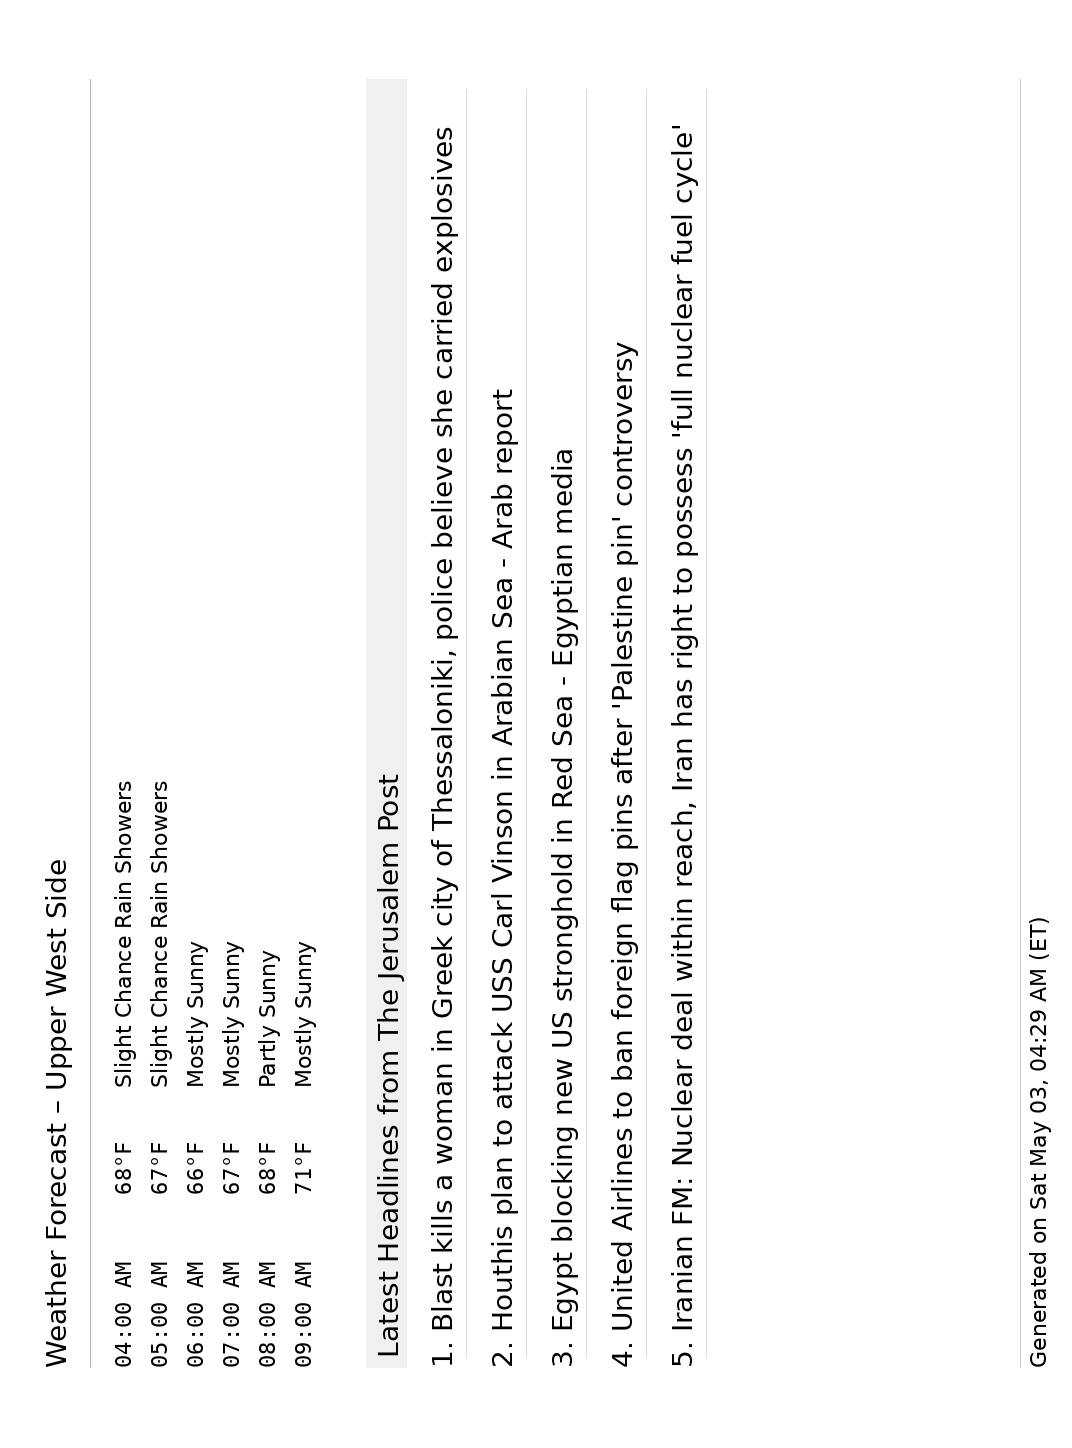 Weather Forecast – Upper West Side
04:00 AM 68°F Slight Chance Rain Showers
05:00 AM 67°F Slight Chance Rain Showers
06:00 AM 66°F Mostly Sunny
07:00 AM 67°F Mostly Sunny
08:00 AM 68°F Partly Sunny
09:00 AM 71°F Mostly Sunny
Latest Headlines from The Jerusalem Post
1. Blast kills a woman in Greek city of Thessaloniki, police believe she carried explosives
2. Houthis plan to attack USS Carl Vinson in Arabian Sea - Arab report
3. Egypt blocking new US stronghold in Red Sea - Egyptian media
4. United Airlines to ban foreign flag pins after 'Palestine pin' controversy
5. Iranian FM: Nuclear deal within reach, Iran has right to possess 'full nuclear fuel cycle'
Generated on Sat May 03, 04:29 AM (ET)